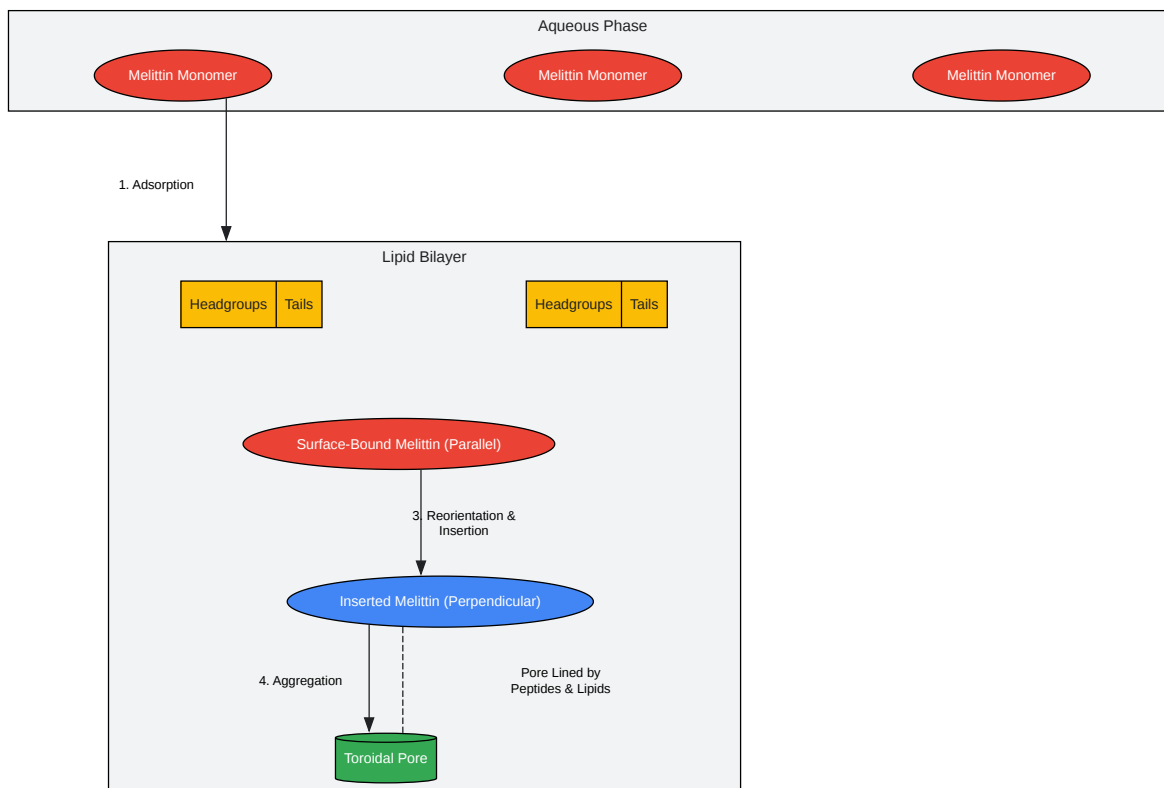 Aqueous Phase
Melittin Monomer
Melittin Monomer
Melittin Monomer
1. Adsorption
Lipid Bilayer
Headgroups
Tails
Headgroups
Tails
Surface-Bound Melittin (Parallel)
3. Reorientation &
Insertion
Inserted Melittin (Perpendicular)
4. Aggregation
Pore Lined by
Peptides & Lipids
Toroidal Pore